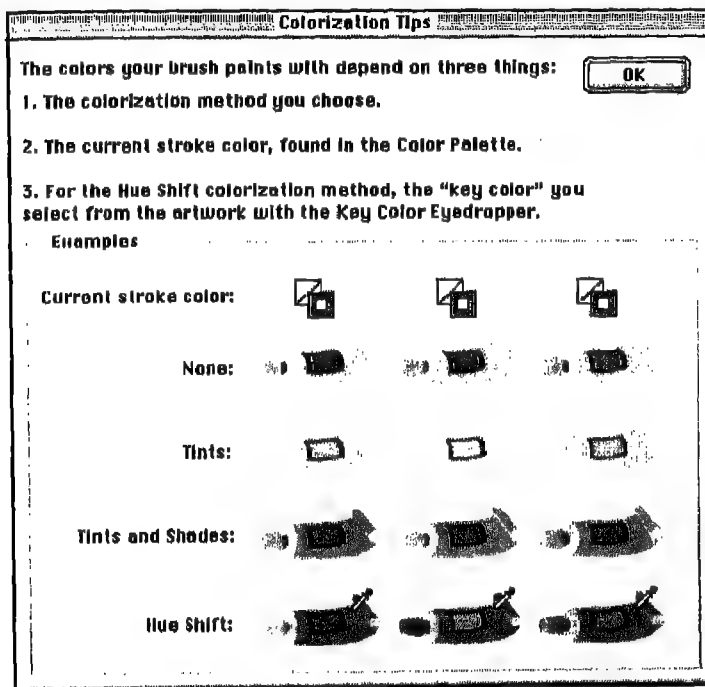 Colorization Tips
The colors your brush paints with depend on three things:
OK
1. The colorization method you choose.
2. The current stroke color, found in the Color Palette.
3. For the Hue Shift colorization method, the “key color” you
select from the artwork with the Key Color Eyedropper.
Examples
Current stroke color:
None:
Tints:
Tints and Shades:
Hue Shift: